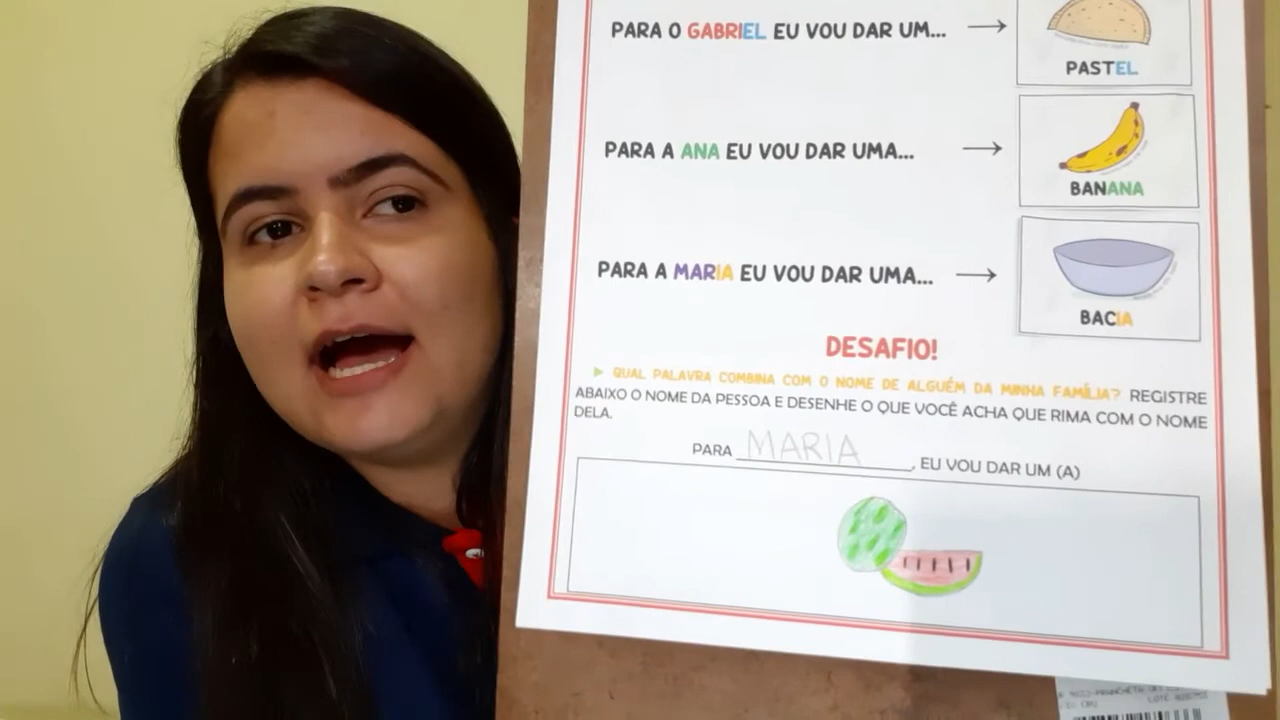 PARA O GABRIEL EU VOU DAR UM...
PASTEL
PARA A ANA EU VOU DAR UMA...
BANANA
PARA A MARIA EU VOU DAR UMA...
BACIA
DESAFIO!
QUAL PALAVRA COMBINA COM O NOME DE ALGUÉM DA MINHA FAMÍLIA? REGISTRE
ABAIXO O NOME DA PESSOA E DESENHE O QUE VOCÊ ACHA QUE RIMA COM O NOME
DELA.
PARA MARIA, EU VOU DAR UM (A)